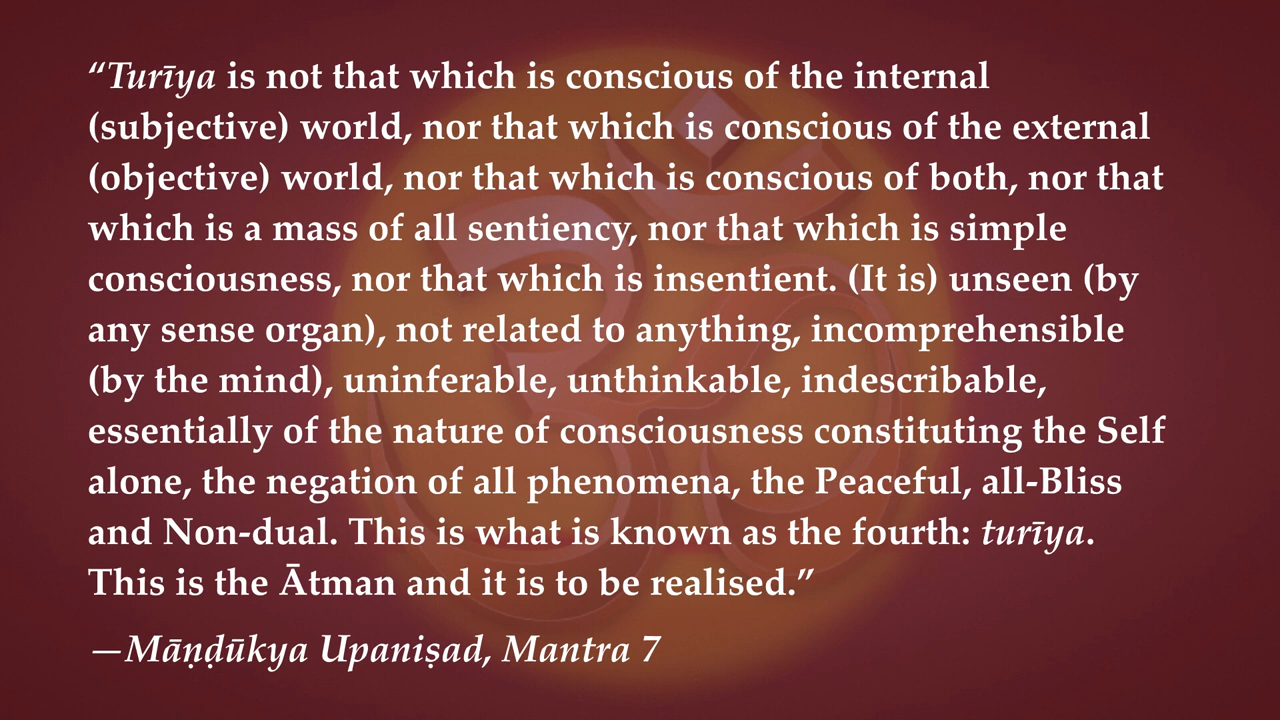 “Turīya is not that which is conscious of the internal
(subjective) world, nor that which is conscious of the external
(objective) world, nor that which is conscious of both, nor that
which is a mass of all sentiency, nor that which is simple
consciousness, nor that which is insentient. (It is) unseen (by
any sense organ), not related to anything, incomprehensible
(by the mind), uninferable, unthinkable, indescribable,
essentially of the nature of consciousness constituting the Self
alone, the negation of all phenomena, the Peaceful, all-Bliss
and Non-dual. This is what is known as the fourth: turīya.
This is the Ātman and it is to be realised.”
—Māṇḍūkya Upaniṣad, Mantra 7